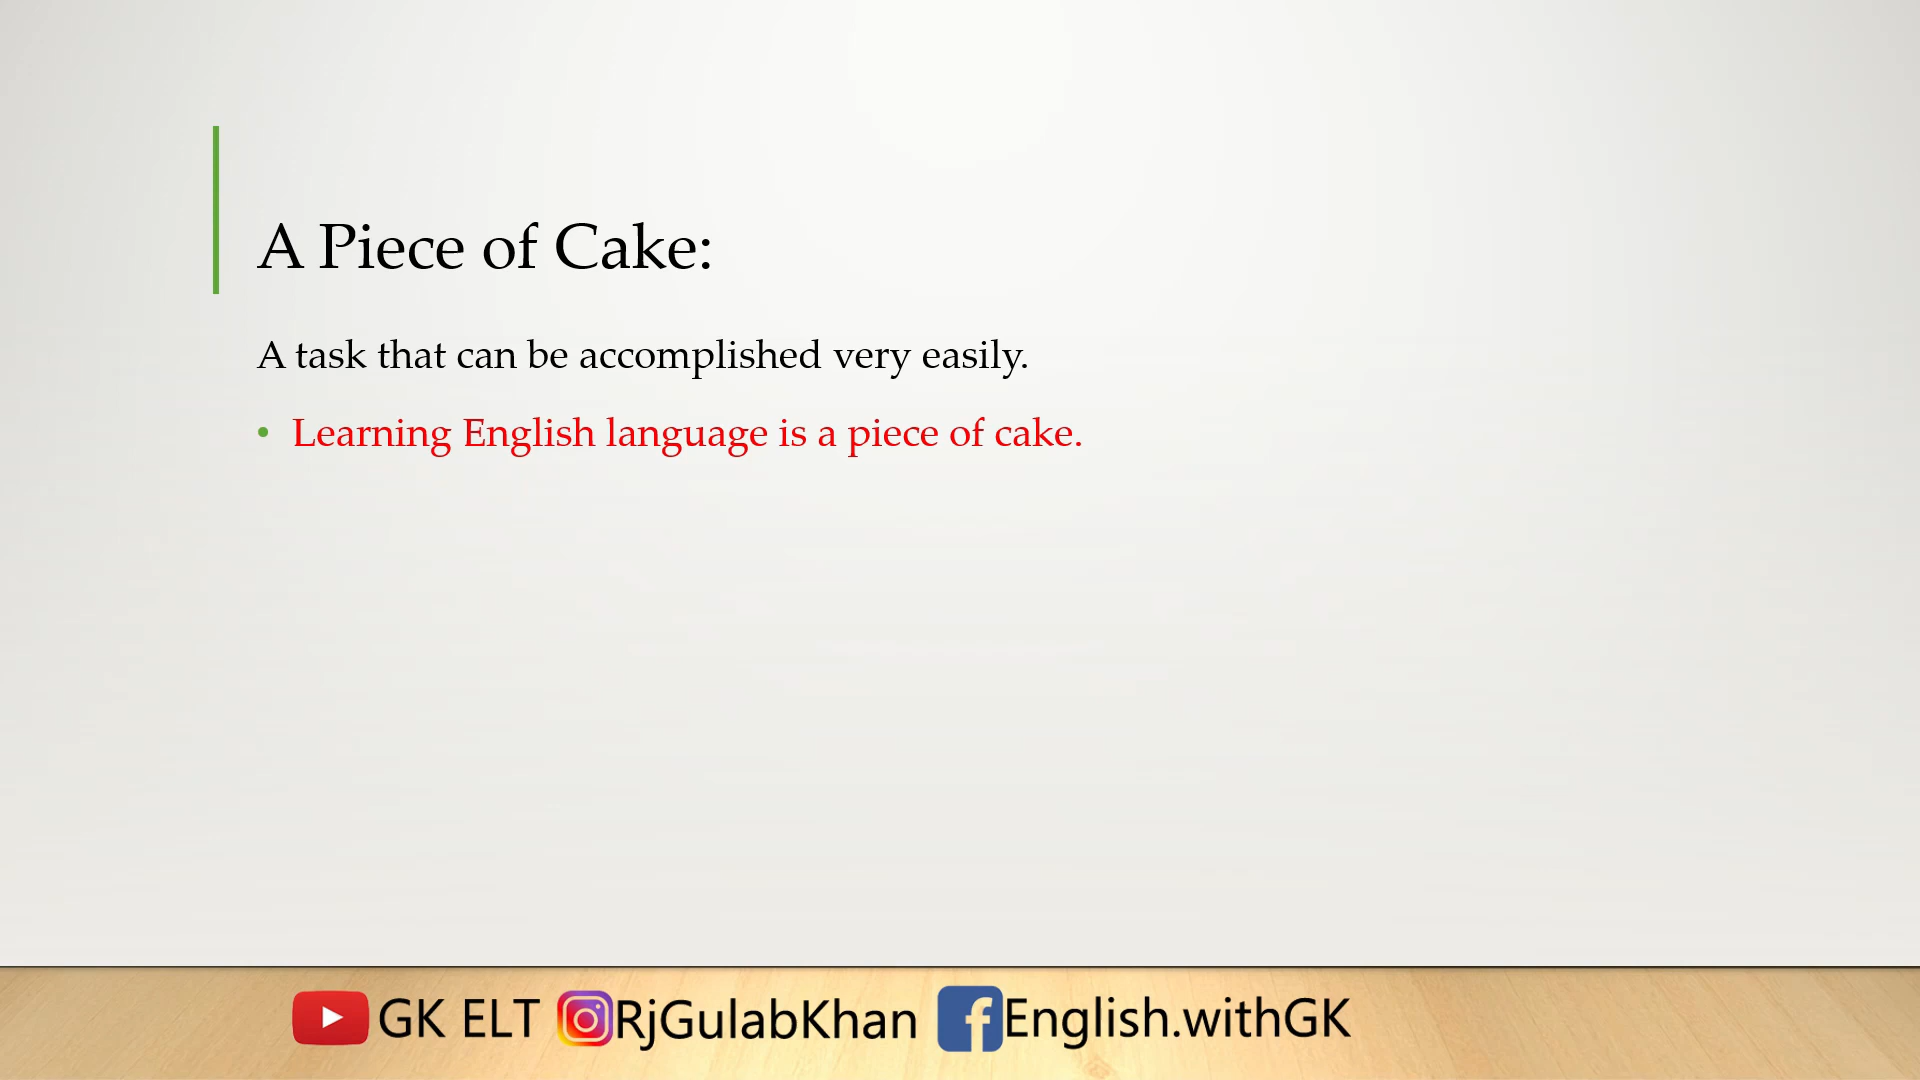 A Piece of Cake:
A task that can be accomplished very easily.
• Learning English language is a piece of cake.
GK ELT RjGulabKhan English.withGK